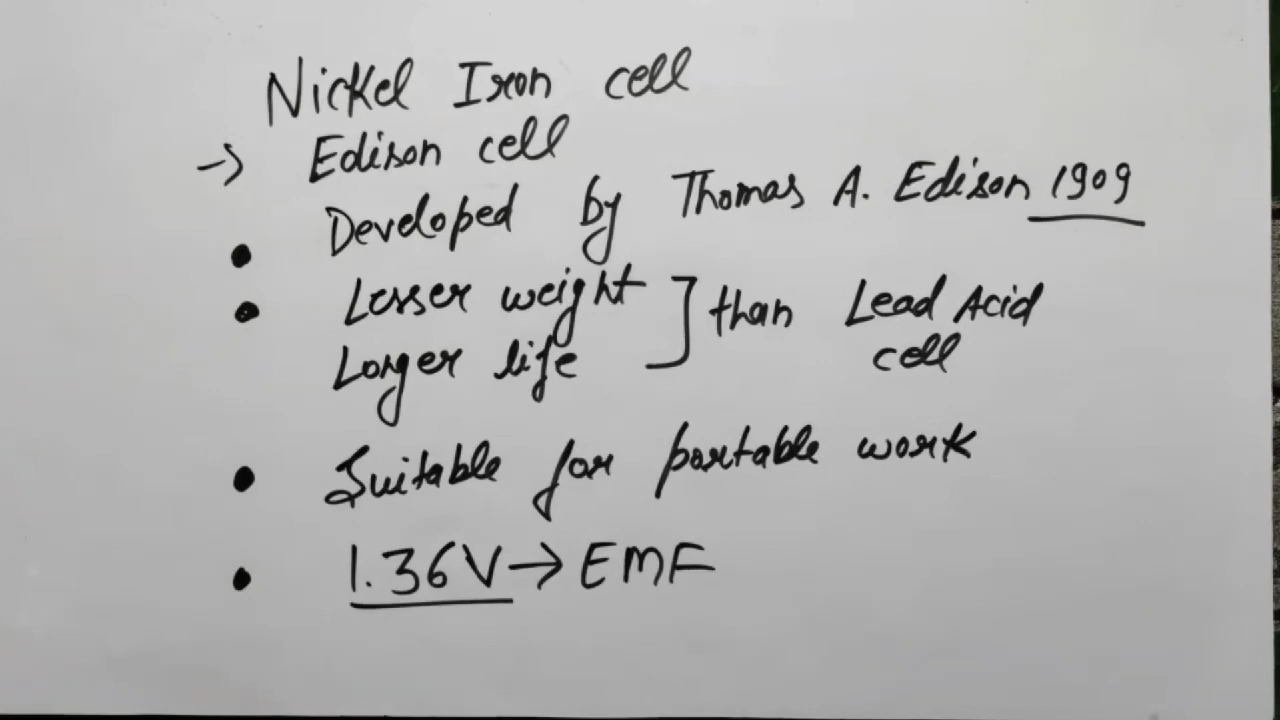 Nickel Iron cell
→ Edison cell
• Developed by Thomas A. Edison 1909
• Lesser weight ] than Lead Acid
Longer life cell
• Suitable for portable work
• 1.36V → EMF